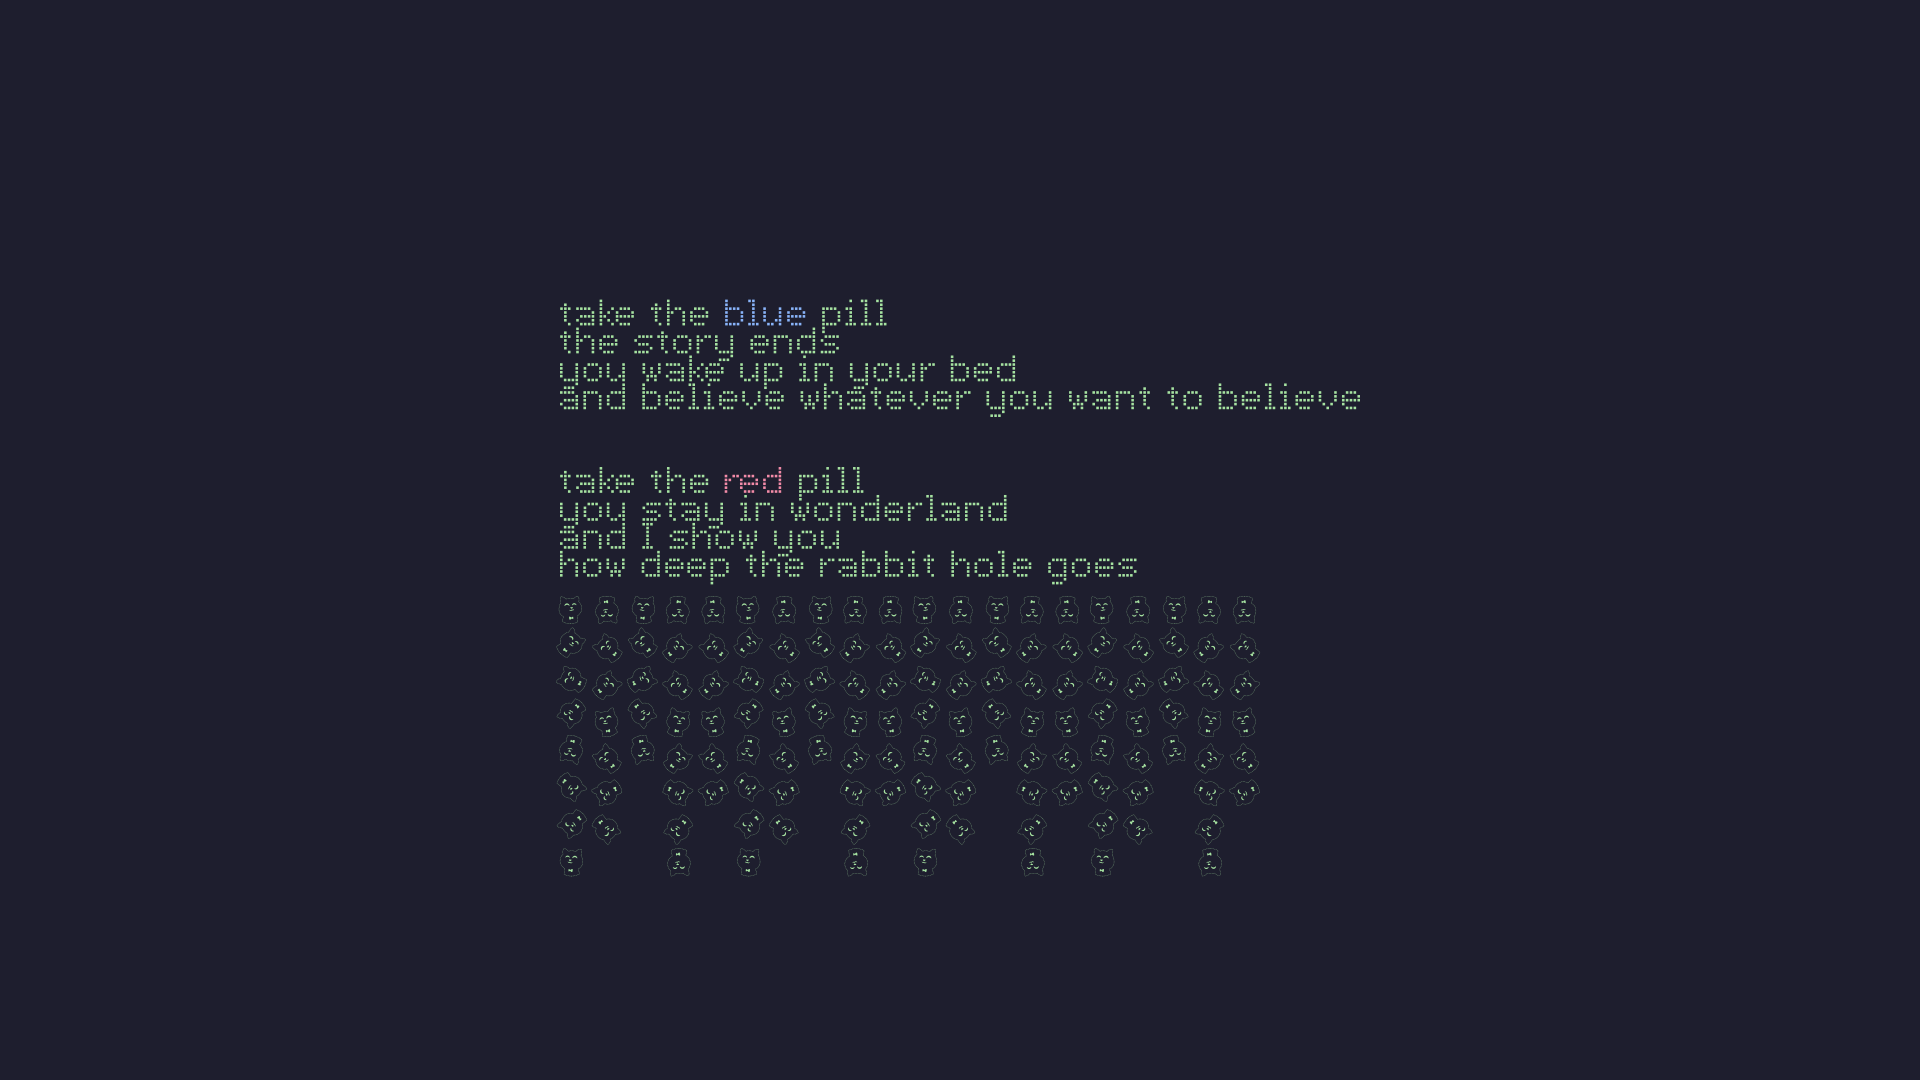 take the blue pill
the story ends
you wake up in your bed
and believe whatever you want to believe
take the red pill
you stay in wonderland
and I show you
how deep the rabbit hole goes